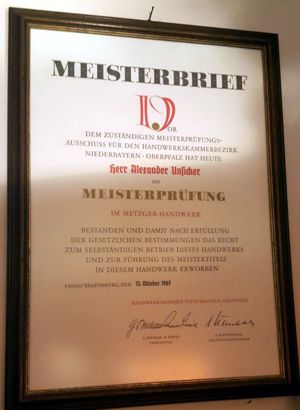 MEISTERBRIEF
VOR
DEM ZUSTÄNDIGEN MEISTERPRÜFUNGS-
AUSSCHUSS FÜR DEN HANDWERKSKAMMERBEZIRK
NIEDERBAYERN · OBERPFALZ HAT HEUTE
Herr Alexander Unsicker
DIE
MEISTERPRÜFUNG
IM METZGER-HANDWERK
BESTANDEN UND DAMIT NACH ERFÜLLUNG
DER GESETZLICHEN BESTIMMUNGEN DAS RECHT
ZUM SELBSTÄNDIGEN BETRIEB DIESES HANDWERKS
UND ZUR FÜHRUNG DES MEISTERTITELS
IN DIESEM HANDWERK ERWORBEN
PASSAU/REGENSBURG, DEN 15. Oktober 1987
HANDWERKSKAMMER NIEDERBAYERN · OBERPFALZ